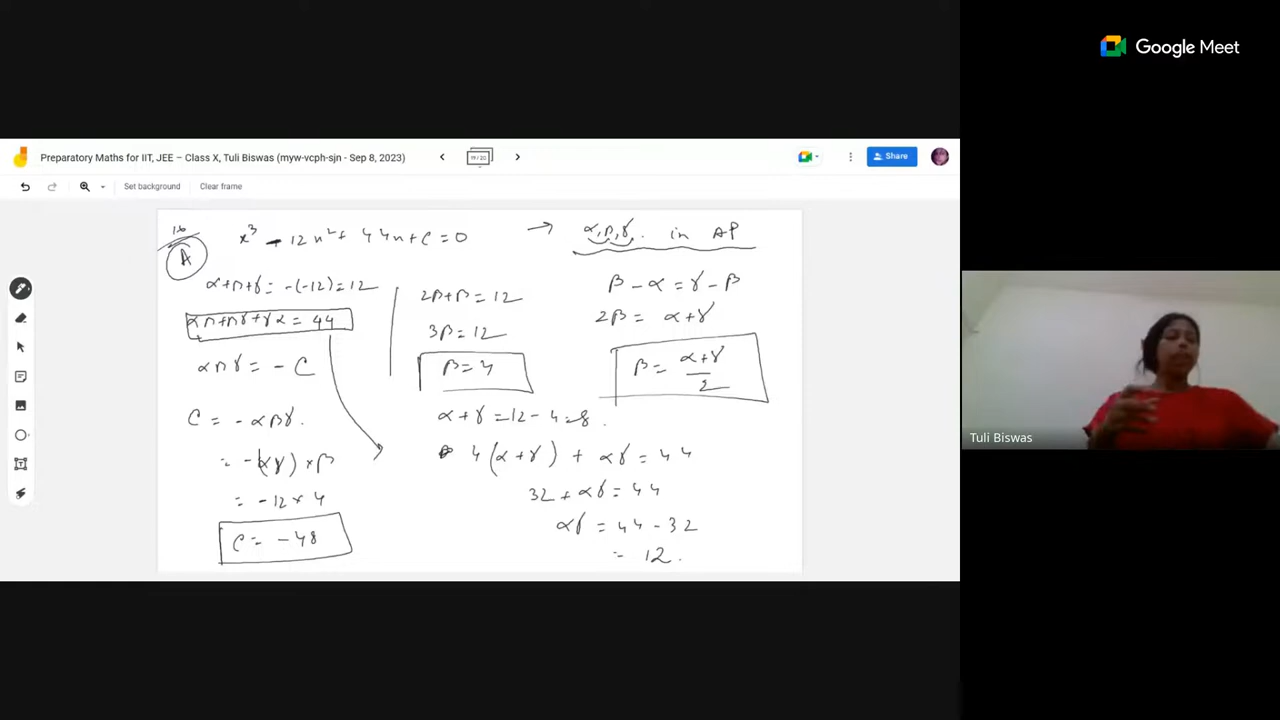 Google Meet
Preparatory Maths for IIT, JEE – Class X, Tuli Biswas (myw-vcph-sjn - Sep 8, 2023)
19 / 20
Share
Set background
Clear frame
16
A
x³ - 12x² + 44x + C = 0 → α, β, γ. in AP
α+β+γ = -(-12) = 12
αβ+βγ+γα = 44
αβγ = - C
C = - αβγ.
= -(αγ) × β
= -12 × 4
C = - 48
2β+β = 12
3β = 12
β = 4
β - α = γ - β
2β = α+γ
β = α+γ/2
α + γ = 12 - 4 = 8.
4(α + γ) + αγ = 44
32 + αγ = 44
αγ = 44 - 32
= 12.
Tuli Biswas